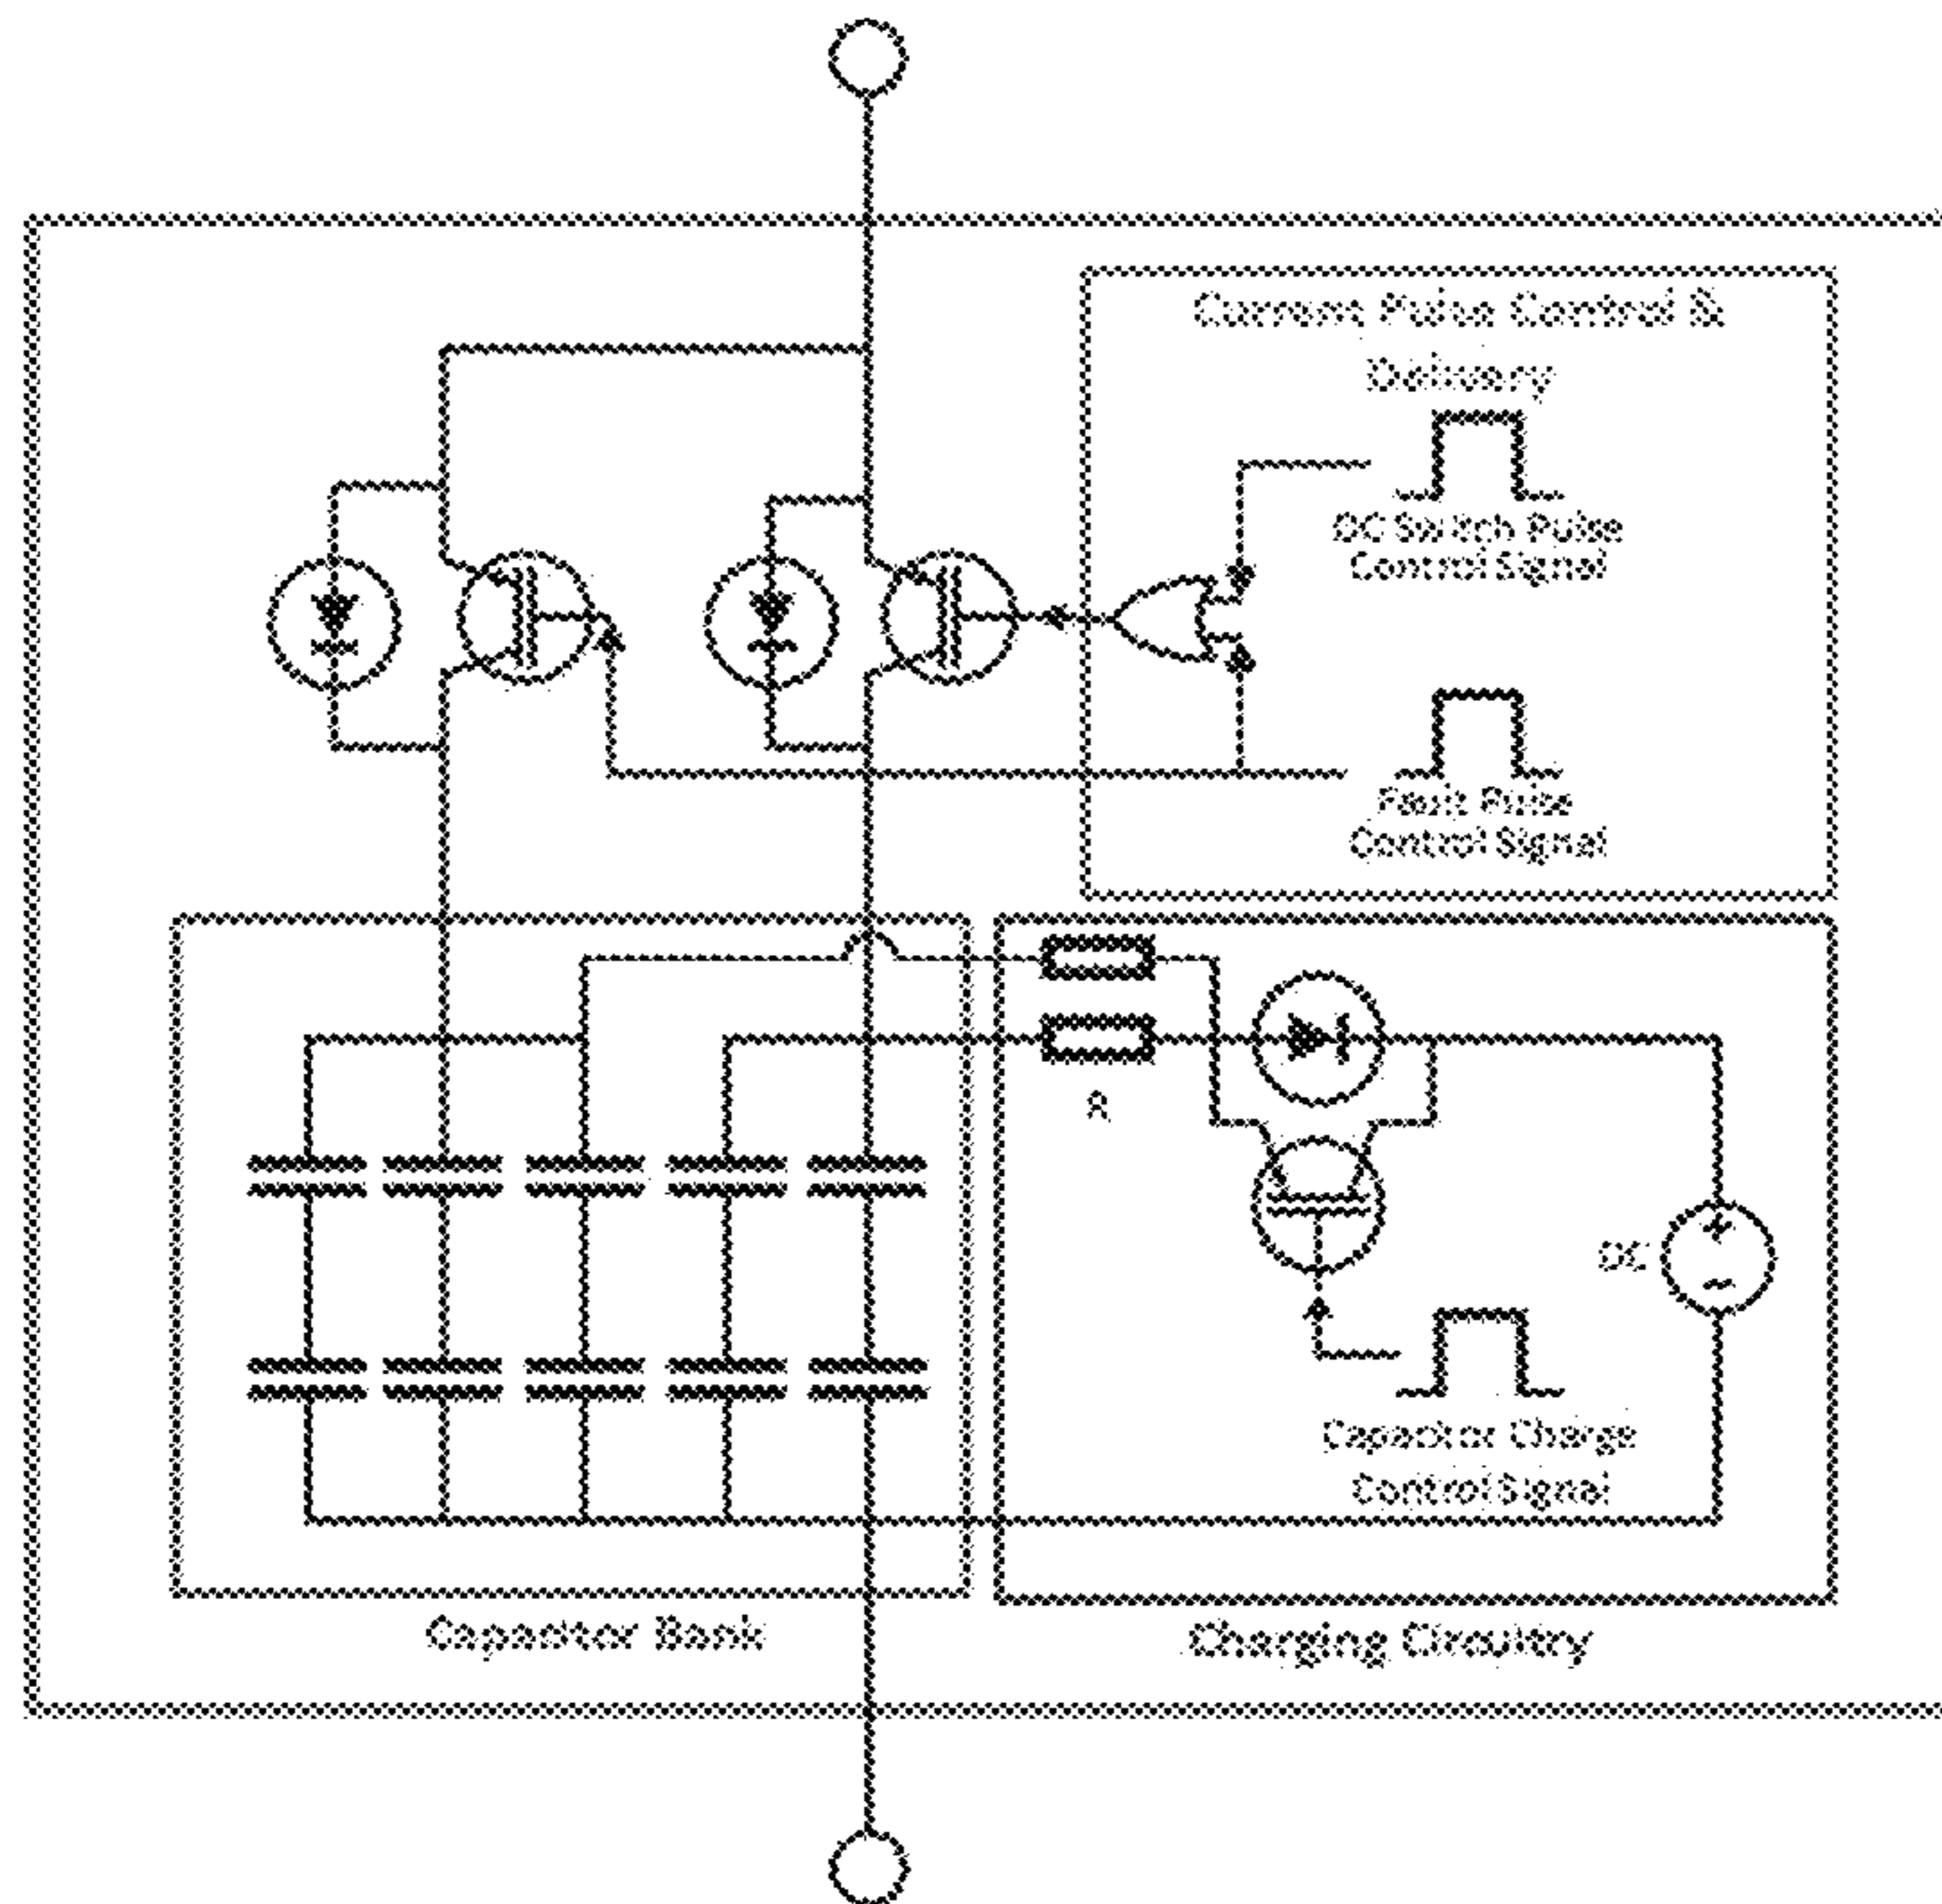 Current Pulse Control &
Delivery
DC Switch Pulse
Control Signal
Fault Pulse
Control Signal
R
DC
Capacitor Charge
Control Signal
Capacitor Bank
Charging Circuitry